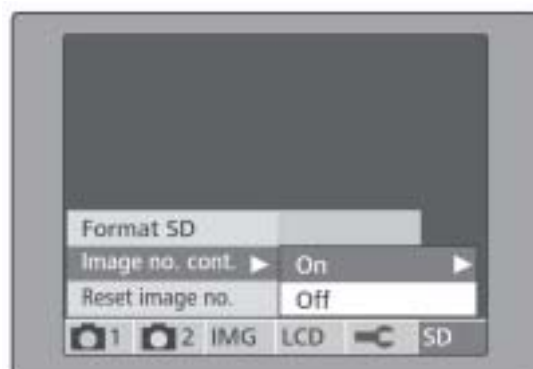 Format SD
Image no. cont. On
Reset image no. Off
1 2 IMG LCD SD